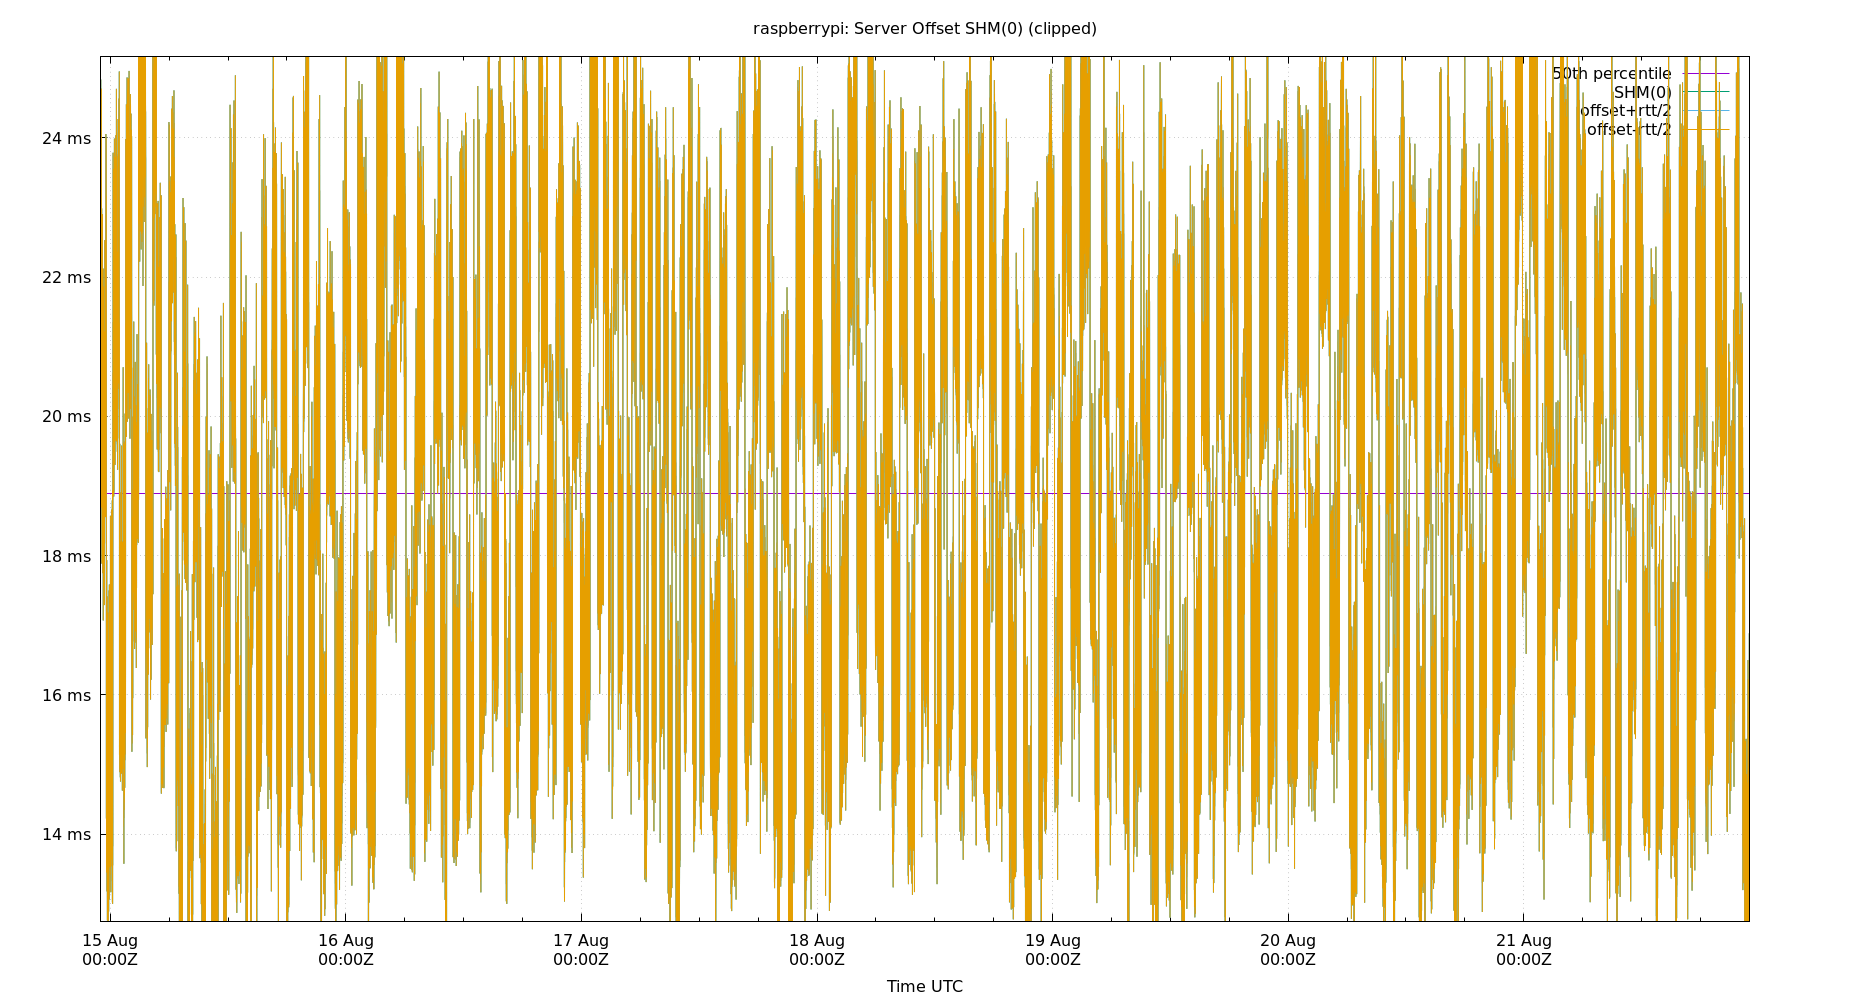 raspberrypi: Server Offset SHM(0) (clipped)
50th percentile
SHM(0)
offset+rtt/2
offset-rtt/2
24 ms
22 ms
20 ms
18 ms
16 ms
14 ms
15 Aug 16 Aug 17 Aug 18 Aug 19 Aug 20 Aug 21 Aug
00:00Z 00:00Z 00:00Z 00:00Z 00:00Z 00:00Z 00:00Z
Time UTC